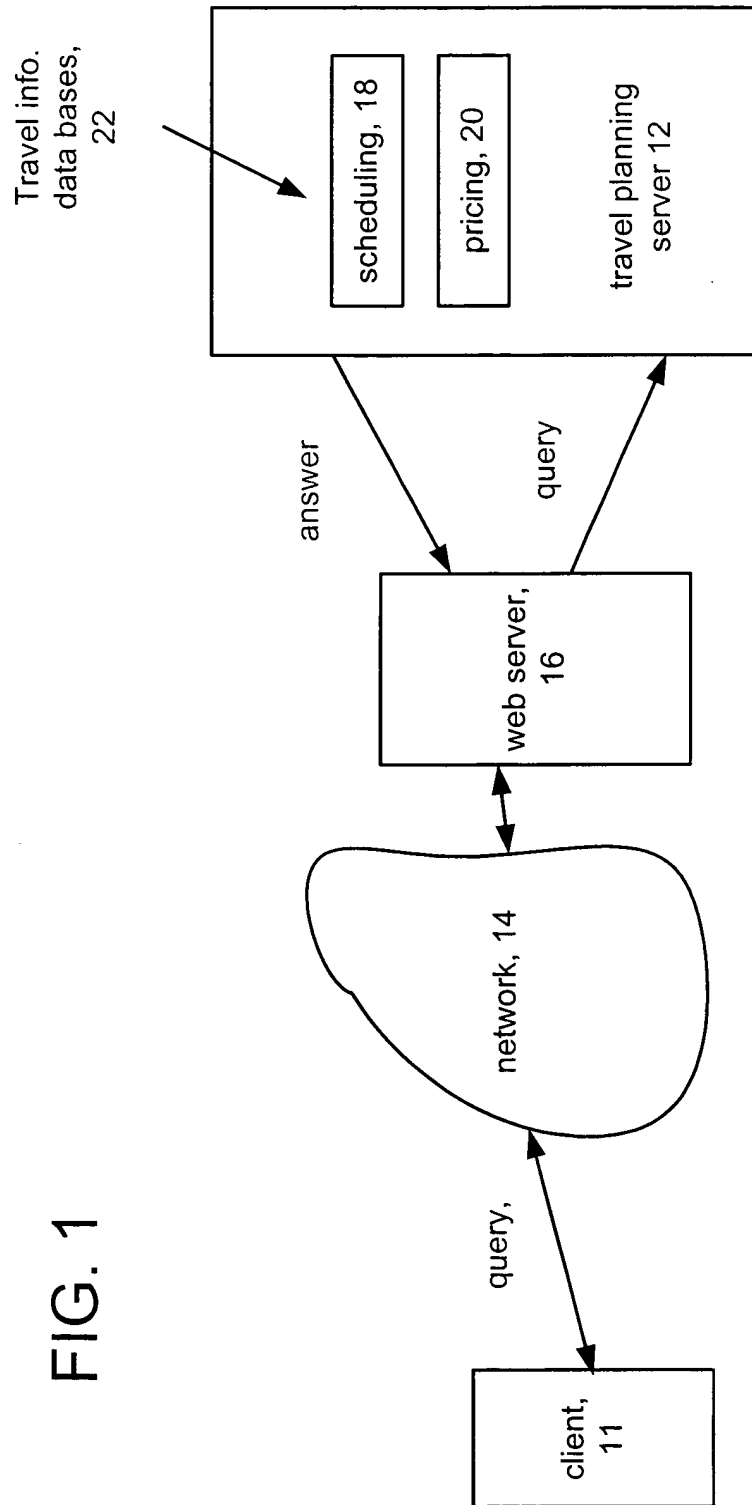 FIG. 1
Travel info.
data bases,
22
scheduling, 18
pricing, 20
travel planning
server 12
answer
query
web server,
16
network, 14
query,
client,
11